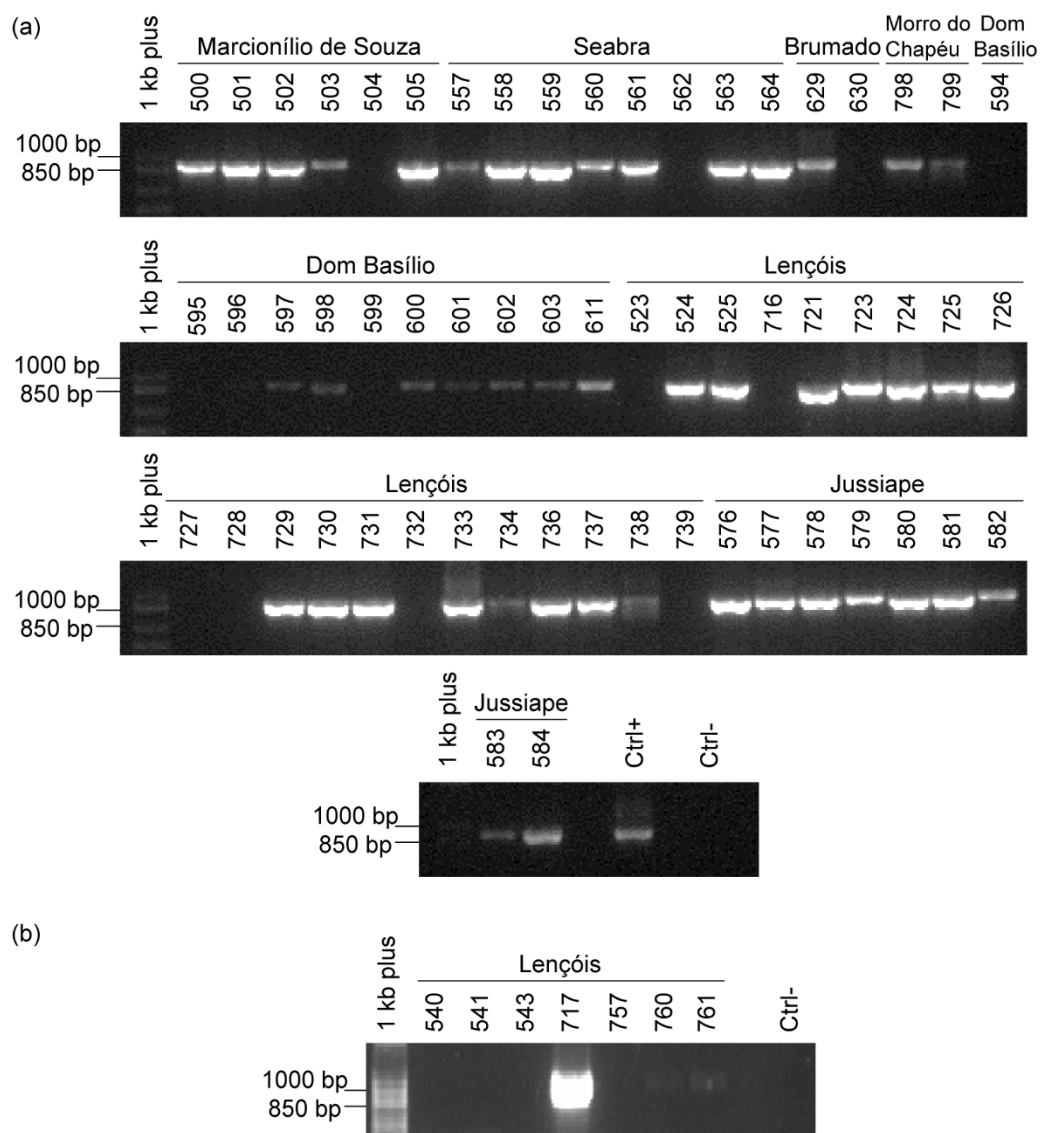 (a)
1 kb plus
Marcionílio de Souza
Seabra
Brumado
Morro do
Chapéu
Dom
Basílio
500 501 502 503 504 505 557 558 559 560 561 562 563 564 629 630 798 799 594
1000 bp
850 bp
1 kb plus
Dom Basílio
Lençóis
595 596 597 598 599 600 601 602 603 611 523 524 525 716 721 723 724 725 726
1000 bp
850 bp
1 kb plus
Lençóis
Jussiape
727 728 729 730 731 732 733 734 736 737 738 739 576 577 578 579 580 581 582
1000 bp
850 bp
1 kb plus
Jussiape
583 584 Ctrl+ Ctrl-
1000 bp
850 bp
(b)
1 kb plus
Lençóis
540 541 543 717 757 760 761 Ctrl-
1000 bp
850 bp